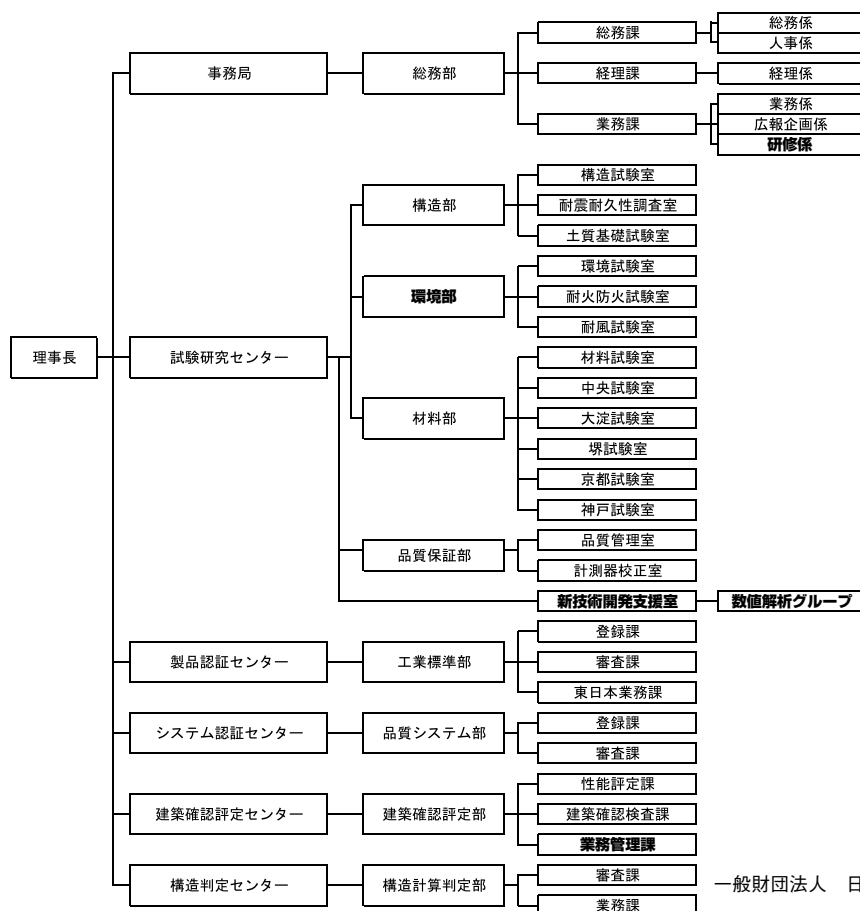 総務課
総務係
人事係
事務局
総務部
経理課
経理係
業務課
業務係
広報企画係
研修係
構造部
構造試験室
耐震耐久性調査室
土質基礎試験室
環境部
環境試験室
耐火防火試験室
耐風試験室
理事長
試験研究センター
材料部
材料試験室
中央試験室
大淀試験室
堺試験室
京都試験室
神戸試験室
品質保証部
品質管理室
計測器校正室
新技術開発支援室
数値解析グループ
製品認証センター
工業標準部
登録課
審査課
東日本業務課
システム認証センター
品質システム部
登録課
審査課
建築確認評定センター
建築確認評定部
性能評定課
建築確認検査課
業務管理課
構造判定センター
構造計算判定部
審査課
業務課
一般財団法人　日